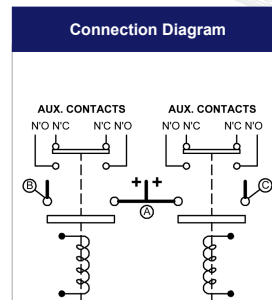 Connection Diagram
AUX. CONTACTS AUX. CONTACTS
N'O N'C N'C N'O N'O N'C N'C N'O
+ +
B A C